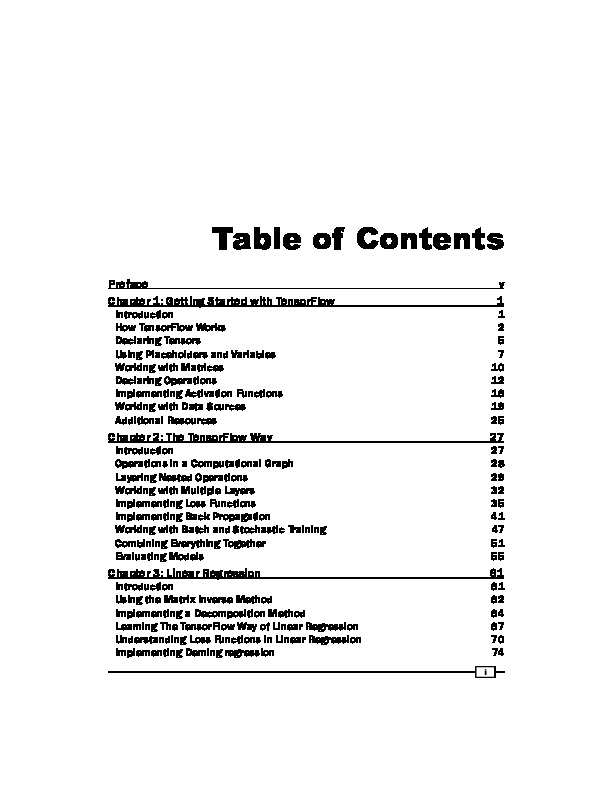 Table of Contents
Preface v
Chapter 1: Getting Started with TensorFlow 1
Introduction 1
How TensorFlow Works 2
Declaring Tensors 5
Using Placeholders and Variables 7
Working with Matrices 10
Declaring Operations 12
Implementing Activation Functions 16
Working with Data Sources 19
Additional Resources 25
Chapter 2: The TensorFlow Way 27
Introduction 27
Operations in a Computational Graph 28
Layering Nested Operations 29
Working with Multiple Layers 32
Implementing Loss Functions 35
Implementing Back Propagation 41
Working with Batch and Stochastic Training 47
Combining Everything Together 51
Evaluating Models 55
Chapter 3: Linear Regression 61
Introduction 61
Using the Matrix Inverse Method 62
Implementing a Decomposition Method 64
Learning The TensorFlow Way of Linear Regression 67
Understanding Loss Functions in Linear Regression 70
Implementing Deming regression 74
i